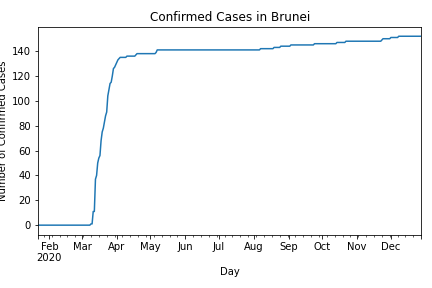 Confirmed Cases in Brunei
Number of Confirmed Cases
140
120
100
80
60
40
20
0
Feb Mar Apr May Jun Jul Aug Sep Oct Nov Dec
2020
Day